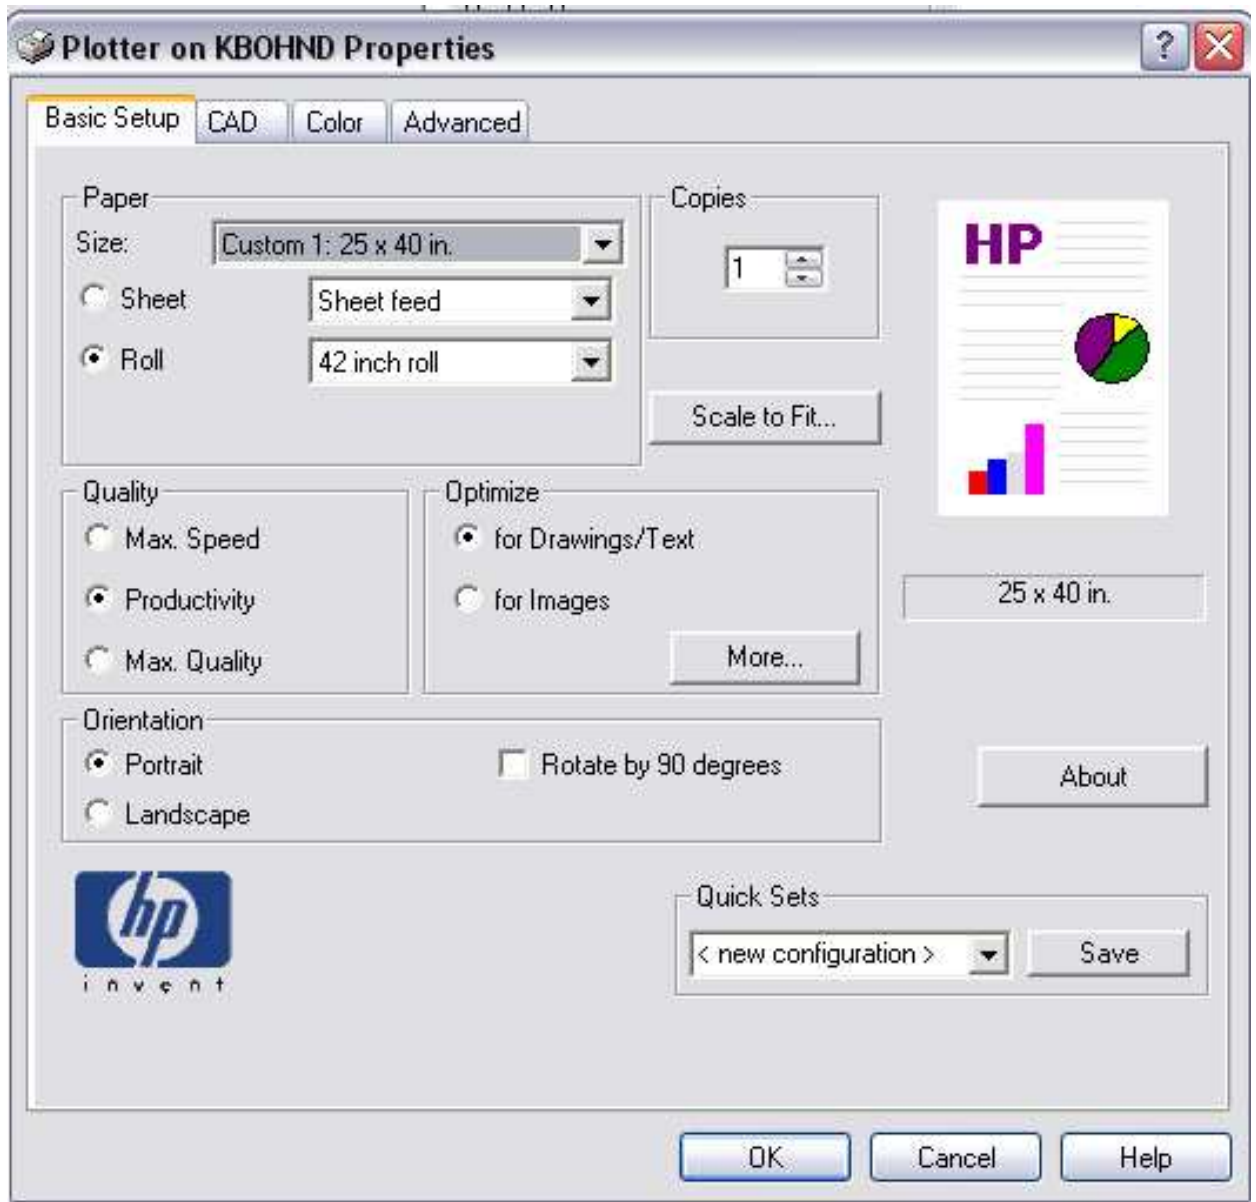 Plotter on KBOHND Properties
Basic Setup CAD Color Advanced
Paper
Size: Custom 1: 25 x 40 in.
Sheet Sheet feed
Roll 42 inch roll
Copies
1
Scale to Fit...
HP
25 x 40 in.
Quality
Max. Speed
Productivity
Max. Quality
Optimize
for Drawings/Text
for Images
More...
Orientation
Portrait
Landscape
Rotate by 90 degrees
About
hp
invent
Quick Sets
< new configuration > Save
OK Cancel Help